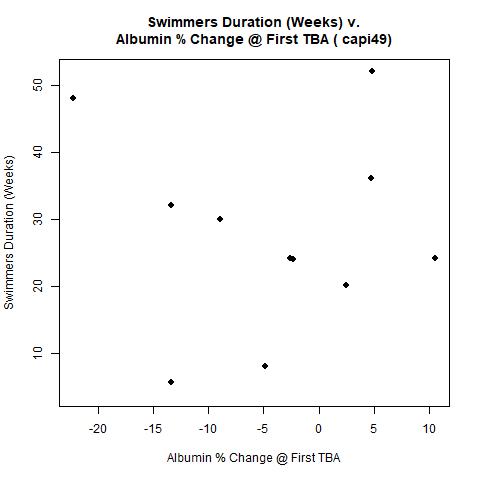 Swimmers Duration (Weeks) v.
Albumin % Change @ First TBA ( capi49)
Swimmers Duration (Weeks)
50
40
30
20
10
-20 -15 -10 -5 0 5 10
Albumin % Change @ First TBA